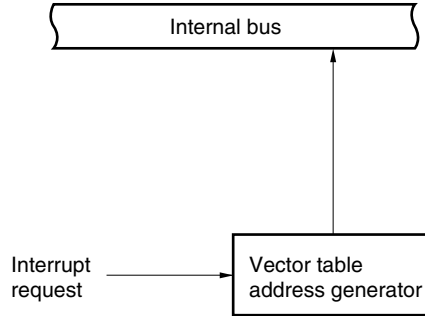 Internal bus
Interrupt
request
Vector table
address generator